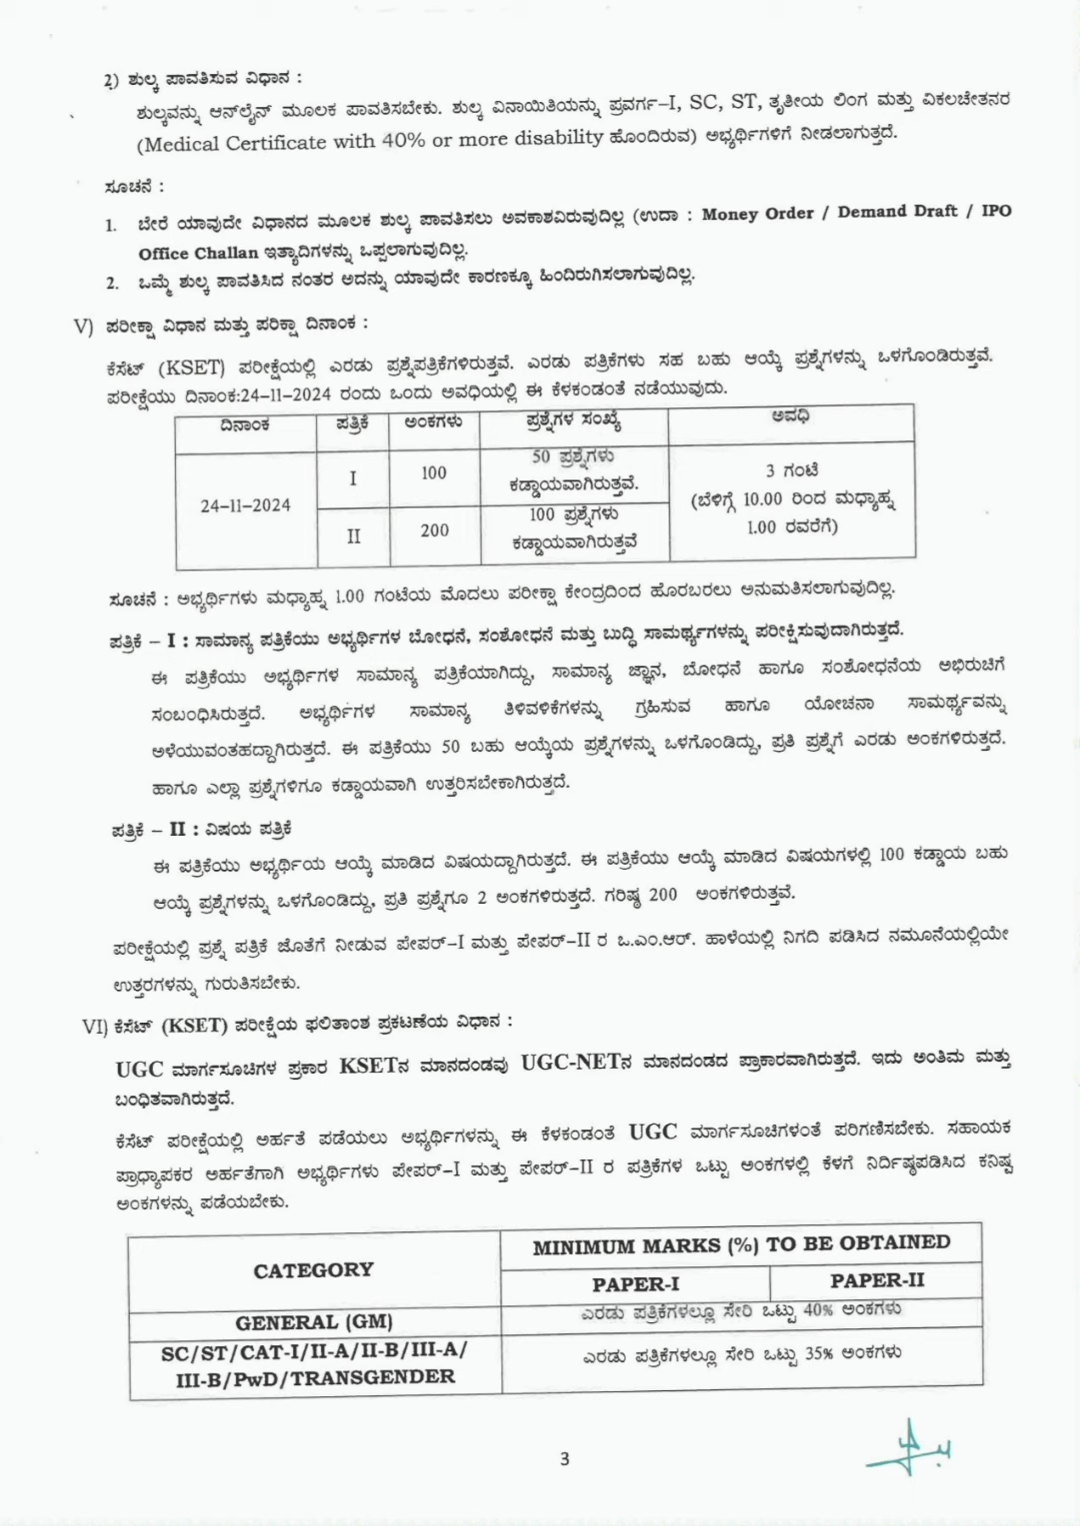 2) ಶುಲ್ಕ ಪಾವತಿಸುವ ವಿಧಾನ :
ಶುಲ್ಕವನ್ನು ಆನ್‌ಲೈನ್ ಮೂಲಕ ಪಾವತಿಸಬೇಕು. ಶುಲ್ಕ ವಿನಾಯಿತಿಯನ್ನು ಪ್ರವರ್ಗ–I, SC, ST, ತೃತೀಯ ಲಿಂಗ ಮತ್ತು ವಿಕಲಚೇತನರ
(Medical Certificate with 40% or more disability ಹೊಂದಿರುವ) ಅಭ್ಯರ್ಥಿಗಳಿಗೆ ನೀಡಲಾಗುತ್ತದೆ.
ಸೂಚನೆ :
1. ಬೇರೆ ಯಾವುದೇ ವಿಧಾನದ ಮೂಲಕ ಶುಲ್ಕ ಪಾವತಿಸಲು ಅವಕಾಶವಿರುವುದಿಲ್ಲ (ಉದಾ : Money Order / Demand Draft / IPO
Office Challan ಇತ್ಯಾದಿಗಳನ್ನು ಒಪ್ಪಲಾಗುವುದಿಲ್ಲ.
2. ಒಮ್ಮೆ ಶುಲ್ಕ ಪಾವತಿಸಿದ ನಂತರ ಅದನ್ನು ಯಾವುದೇ ಕಾರಣಕ್ಕೂ ಹಿಂದಿರುಗಿಸಲಾಗುವುದಿಲ್ಲ.
V) ಪರೀಕ್ಷಾ ವಿಧಾನ ಮತ್ತು ಪರಿಕ್ಷಾ ದಿನಾಂಕ :
ಕೆಸೆಟ್ (KSET) ಪರೀಕ್ಷೆಯಲ್ಲಿ ಎರಡು ಪ್ರಶ್ನೆಪತ್ರಿಕೆಗಳಿರುತ್ತವೆ. ಎರಡು ಪತ್ರಿಕೆಗಳು ಸಹ ಬಹು ಆಯ್ಕೆ ಪ್ರಶ್ನೆಗಳನ್ನು ಒಳಗೊಂಡಿರುತ್ತವೆ.
ಪರೀಕ್ಷೆಯು ದಿನಾಂಕ:24–11–2024 ರಂದು ಒಂದು ಅವಧಿಯಲ್ಲಿ ಈ ಕೆಳಕಂಡಂತೆ ನಡೆಯುವುದು.
ದಿನಾಂಕ ಪತ್ರಿಕೆ ಅಂಕಗಳು ಪ್ರಶ್ನೆಗಳ ಸಂಖ್ಯೆ ಅವಧಿ
24–11–2024 I 100 50 ಪ್ರಶ್ನೆಗಳು
ಕಡ್ಡಾಯವಾಗಿರುತ್ತವೆ.
3 ಗಂಟೆ
(ಬೆಳಿಗ್ಗೆ 10.00 ರಿಂದ ಮಧ್ಯಾಹ್ನ
1.00 ರವರೆಗೆ)
II 200 100 ಪ್ರಶ್ನೆಗಳು
ಕಡ್ಡಾಯವಾಗಿರುತ್ತವೆ
ಸೂಚನೆ : ಅಭ್ಯರ್ಥಿಗಳು ಮಧ್ಯಾಹ್ನ 1.00 ಗಂಟೆಯ ಮೊದಲು ಪರೀಕ್ಷಾ ಕೇಂದ್ರದಿಂದ ಹೊರಬರಲು ಅನುಮತಿಸಲಾಗುವುದಿಲ್ಲ.
ಪತ್ರಿಕೆ – I : ಸಾಮಾನ್ಯ ಪತ್ರಿಕೆಯು ಅಭ್ಯರ್ಥಿಗಳ ಬೋಧನೆ, ಸಂಶೋಧನೆ ಮತ್ತು ಬುದ್ಧಿ ಸಾಮರ್ಥ್ಯಗಳನ್ನು ಪರೀಕ್ಷಿಸುವುದಾಗಿರುತ್ತದೆ.
ಈ ಪತ್ರಿಕೆಯು ಅಭ್ಯರ್ಥಿಗಳ ಸಾಮಾನ್ಯ ಪತ್ರಿಕೆಯಾಗಿದ್ದು, ಸಾಮಾನ್ಯ ಜ್ಞಾನ, ಬೋಧನೆ ಹಾಗೂ ಸಂಶೋಧನೆಯ ಅಭಿರುಚಿಗೆ
ಸಂಬಂಧಿಸಿರುತ್ತದೆ. ಅಭ್ಯರ್ಥಿಗಳ ಸಾಮಾನ್ಯ ತಿಳಿವಳಿಕೆಗಳನ್ನು ಗ್ರಹಿಸುವ ಹಾಗೂ ಯೋಚನಾ ಸಾಮರ್ಥ್ಯವನ್ನು
ಅಳೆಯುವಂತಹದ್ದಾಗಿರುತ್ತದೆ. ಈ ಪತ್ರಿಕೆಯು 50 ಬಹು ಆಯ್ಕೆಯ ಪ್ರಶ್ನೆಗಳನ್ನು ಒಳಗೊಂಡಿದ್ದು, ಪ್ರತಿ ಪ್ರಶ್ನೆಗೆ ಎರಡು ಅಂಕಗಳಿರುತ್ತದೆ.
ಹಾಗೂ ಎಲ್ಲಾ ಪ್ರಶ್ನೆಗಳಿಗೂ ಕಡ್ಡಾಯವಾಗಿ ಉತ್ತರಿಸಬೇಕಾಗಿರುತ್ತದೆ.
ಪತ್ರಿಕೆ – II : ವಿಷಯ ಪತ್ರಿಕೆ
ಈ ಪತ್ರಿಕೆಯು ಅಭ್ಯರ್ಥಿಯ ಆಯ್ಕೆ ಮಾಡಿದ ವಿಷಯದ್ದಾಗಿರುತ್ತದೆ. ಈ ಪತ್ರಿಕೆಯು ಆಯ್ಕೆ ಮಾಡಿದ ವಿಷಯಗಳಲ್ಲಿ 100 ಕಡ್ಡಾಯ ಬಹು
ಆಯ್ಕೆ ಪ್ರಶ್ನೆಗಳನ್ನು ಒಳಗೊಂಡಿದ್ದು, ಪ್ರತಿ ಪ್ರಶ್ನೆಗೂ 2 ಅಂಕಗಳಿರುತ್ತದೆ. ಗರಿಷ್ಠ 200 ಅಂಕಗಳಿರುತ್ತವೆ.
ಪರೀಕ್ಷೆಯಲ್ಲಿ ಪ್ರಶ್ನೆ ಪತ್ರಿಕೆ ಜೊತೆಗೆ ನೀಡುವ ಪೇಪರ್–I ಮತ್ತು ಪೇಪರ್–II ರ ಒ.ಎಂ.ಆರ್. ಹಾಳೆಯಲ್ಲಿ ನಿಗದಿ ಪಡಿಸಿದ ನಮೂನೆಯಲ್ಲಿಯೇ
ಉತ್ತರಗಳನ್ನು ಗುರುತಿಸಬೇಕು.
VI) ಕೆಸೆಟ್ (KSET) ಪರೀಕ್ಷೆಯ ಫಲಿತಾಂಶ ಪ್ರಕಟಣೆಯ ವಿಧಾನ :
UGC ಮಾರ್ಗಸೂಚಿಗಳ ಪ್ರಕಾರ KSETನ ಮಾನದಂಡವು UGC-NETನ ಮಾನದಂಡದ ಪ್ರಾಕಾರವಾಗಿರುತ್ತದೆ. ಇದು ಅಂತಿಮ ಮತ್ತು
ಬಂಧಿತವಾಗಿರುತ್ತದೆ.
ಕೆಸೆಟ್ ಪರೀಕ್ಷೆಯಲ್ಲಿ ಅರ್ಹತೆ ಪಡೆಯಲು ಅಭ್ಯರ್ಥಿಗಳನ್ನು ಈ ಕೆಳಕಂಡಂತೆ UGC ಮಾರ್ಗಸೂಚಿಗಳಂತೆ ಪರಿಗಣಿಸಬೇಕು. ಸಹಾಯಕ
ಪ್ರಾಧ್ಯಾಪಕರ ಅರ್ಹತೆಗಾಗಿ ಅಭ್ಯರ್ಥಿಗಳು ಪೇಪರ್–I ಮತ್ತು ಪೇಪರ್–II ರ ಪತ್ರಿಕೆಗಳ ಒಟ್ಟು ಅಂಕಗಳಲ್ಲಿ ಕೆಳಗೆ ನಿರ್ದಿಷ್ಠಪಡಿಸಿದ ಕನಿಷ್ಟ
ಅಂಕಗಳನ್ನು ಪಡೆಯಬೇಕು.
CATEGORY MINIMUM MARKS (%) TO BE OBTAINED
PAPER-I PAPER-II
GENERAL (GM) ಎರಡು ಪತ್ರಿಕೆಗಳಲ್ಲೂ ಸೇರಿ ಒಟ್ಟು 40% ಅಂಕಗಳು
SC/ST/CAT-I/II-A/II-B/III-A/
III-B/PwD/TRANSGENDER
ಎರಡು ಪತ್ರಿಕೆಗಳಲ್ಲೂ ಸೇರಿ ಒಟ್ಟು 35% ಅಂಕಗಳು
3